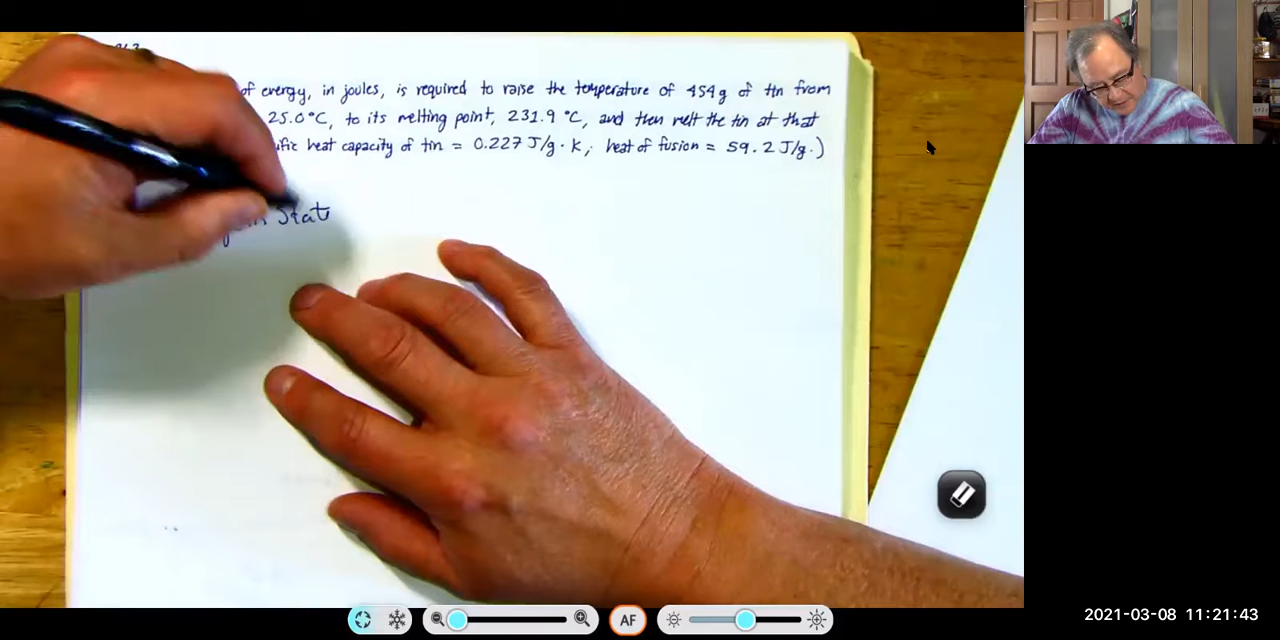 of energy, in joules, is required to raise the temperature of 454g of tin from
25.0°C, to its melting point, 231.9 °C, and then melt the tin at that
heat capacity of tin = 0.227 J/g·K; heat of fusion = 59.2 J/g.)
State
AF
2021-03-08 11:21:43